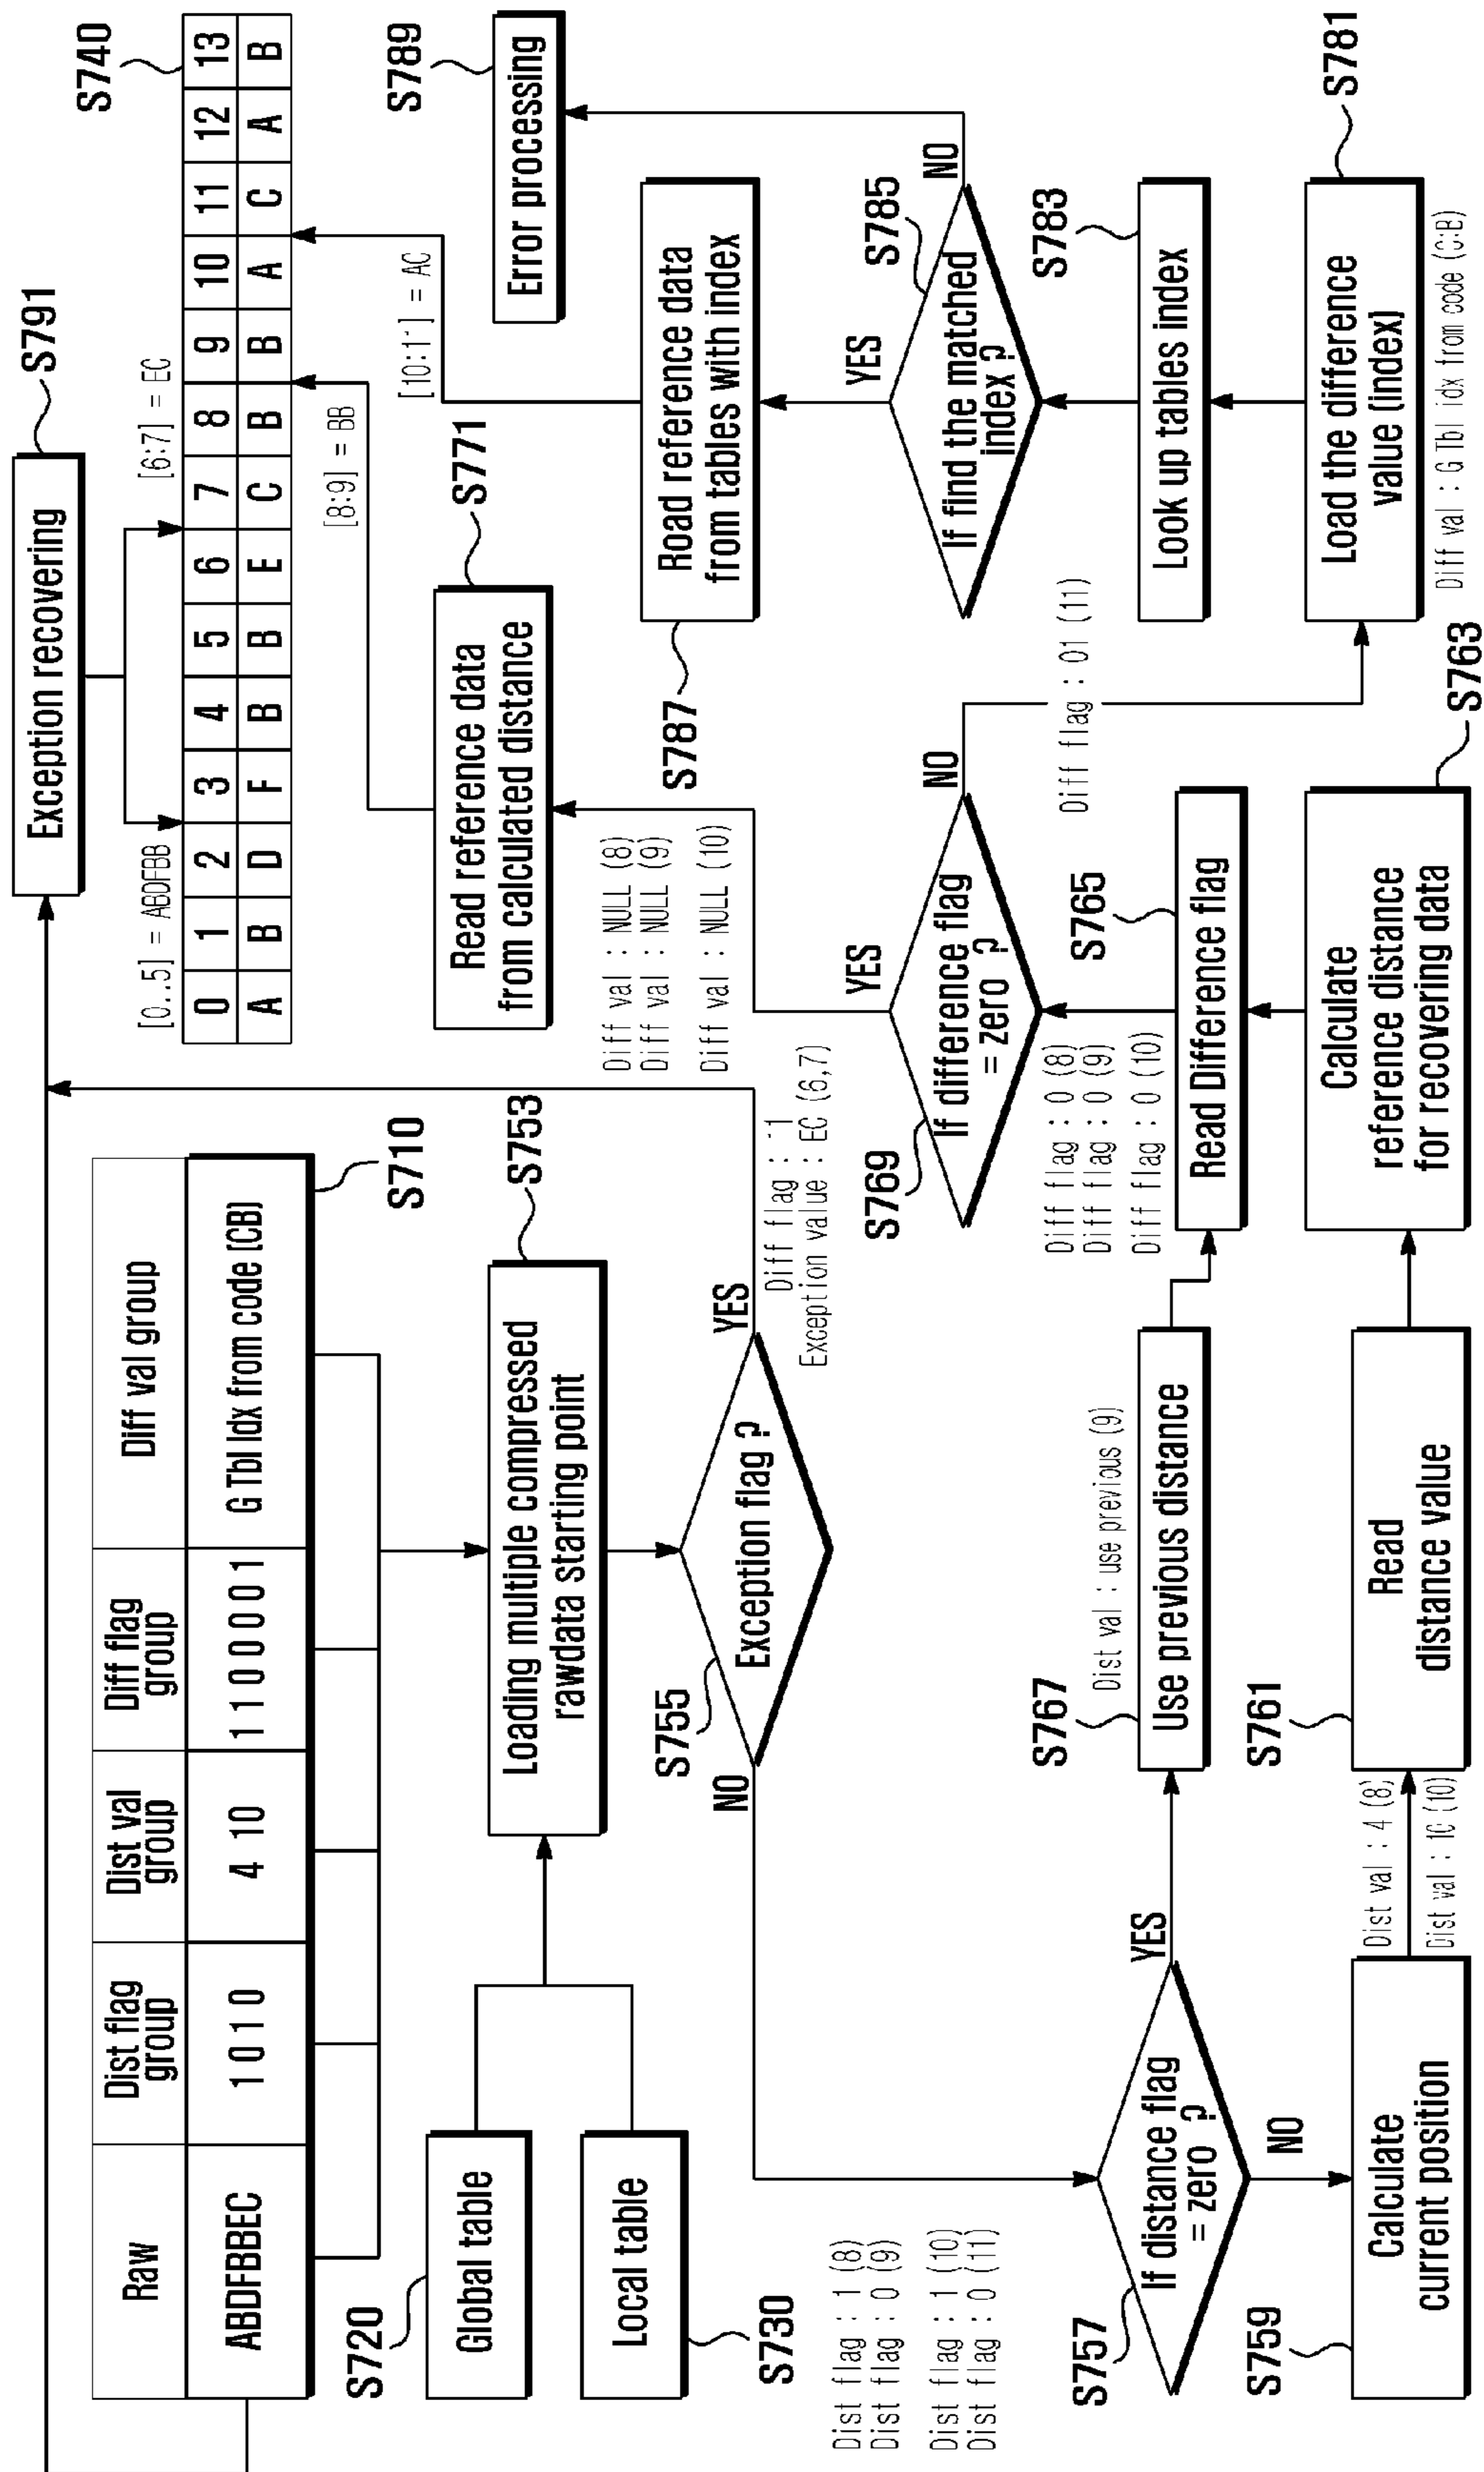 Raw
Dist flag
group
Dist val
group
Diff flag
group
Diff val group
ABDFBBEC
1 0 1 0
4 10
1 1 0 0 0 0 1
G Tbl Idx from code [CB]
S710
S720
Global table
Local table
S730
Loading multiple compressed
rawdata starting point
S753
S755
Exception flag ?
NO
YES
Diff flag : 11
Exception value : EC (6,7)
Exception recovering
S791
[0..5] = ABDFBB
[6:7] = EC
S740
0 1 2 3 4 5 6 7 8 9 10 11 12 13
A B D F B B E C B B A C A B
[8:9] = BB
[10:11] = AC
Dist flag : 1 (8)
Dist flag : 0 (9)
Dist flag : 1 (10)
Dist flag : 0 (11)
S757
If distance flag
= zero ?
YES
NO
S759
Calculate
current position
Dist val : 4 (8)
Dist val : 10 (10)
S761
Read
distance value
S767
Dist val : use previous (9)
Use previous distance
Calculate
reference distance
for recovering data
S763
Read Difference flag
S765
Diff flag : 0 (8)
Diff flag : 0 (9)
Diff flag : 0 (10)
S769
If difference flag
= zero ?
YES
NO
Diff val : NULL (8)
Diff val : NULL (9)
Diff val : NULL (10)
Read reference data
from calculated distance
S771
Diff flag : 01 (11)
Load the difference
value (index)
S781
Diff val : G Tbl idx from code (C:B)
Look up tables index
S783
If find the matched
index ?
S785
YES
NO
S787
Road reference data
from tables with index
Error processing
S789